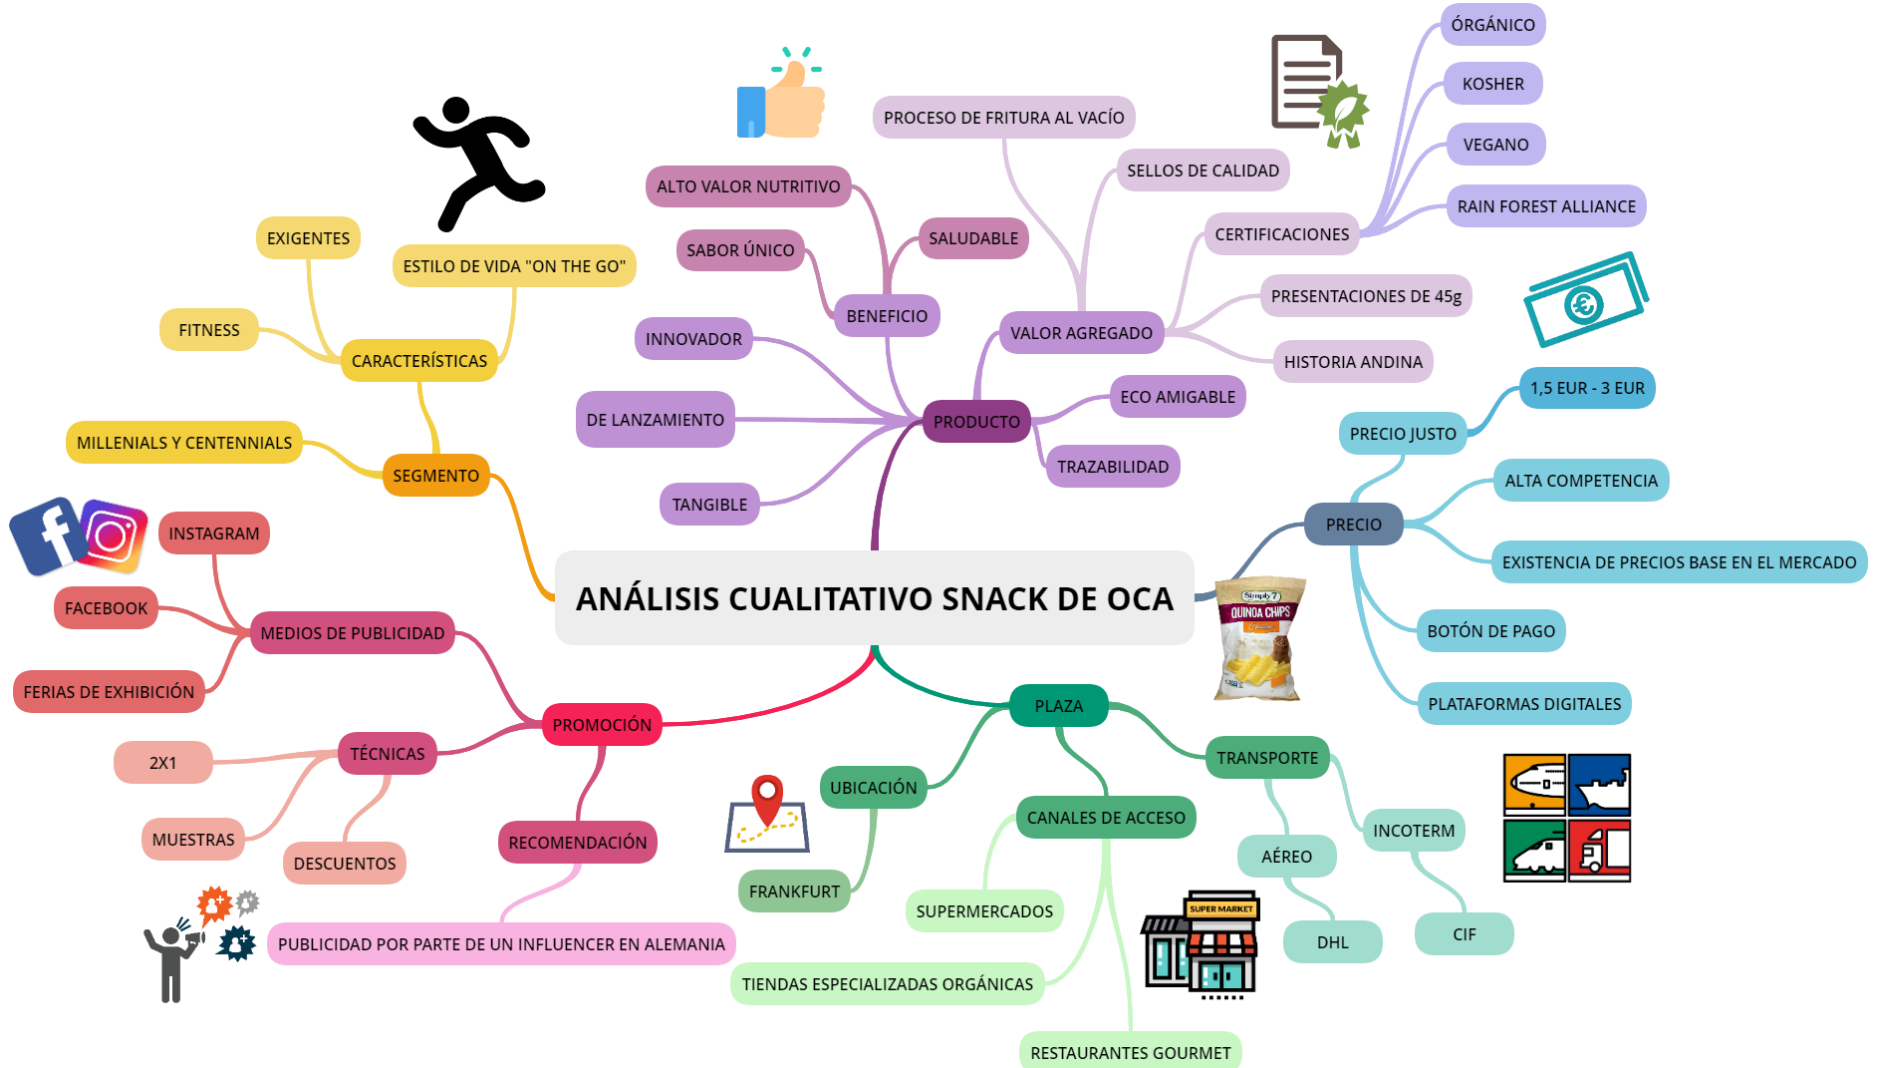 ANÁLISIS CUALITATIVO SNACK DE OCA
SEGMENTO
CARACTERÍSTICAS
EXIGENTES
ESTILO DE VIDA "ON THE GO"
FITNESS
MILLENIALS Y CENTENNIALS
PRODUCTO
BENEFICIO
ALTO VALOR NUTRITIVO
SABOR ÚNICO
SALUDABLE
INNOVADOR
DE LANZAMIENTO
TANGIBLE
VALOR AGREGADO
PROCESO DE FRITURA AL VACÍO
SELLOS DE CALIDAD
CERTIFICACIONES
ÓRGÁNICO
KOSHER
VEGANO
RAIN FOREST ALLIANCE
PRESENTACIONES DE 45g
HISTORIA ANDINA
ECO AMIGABLE
TRAZABILIDAD
PRECIO
PRECIO JUSTO
1,5 EUR - 3 EUR
ALTA COMPETENCIA
EXISTENCIA DE PRECIOS BASE EN EL MERCADO
BOTÓN DE PAGO
PLATAFORMAS DIGITALES
Simply 7
QUINOA CHIPS
PROMOCIÓN
MEDIOS DE PUBLICIDAD
INSTAGRAM
FACEBOOK
FERIAS DE EXHIBICIÓN
TÉCNICAS
2X1
MUESTRAS
DESCUENTOS
RECOMENDACIÓN
PUBLICIDAD POR PARTE DE UN INFLUENCER EN ALEMANIA
PLAZA
UBICACIÓN
FRANKFURT
CANALES DE ACCESO
SUPERMERCADOS
TIENDAS ESPECIALIZADAS ORGÁNICAS
RESTAURANTES GOURMET
SUPER MARKET
TRANSPORTE
AÉREO
DHL
INCOTERM
CIF